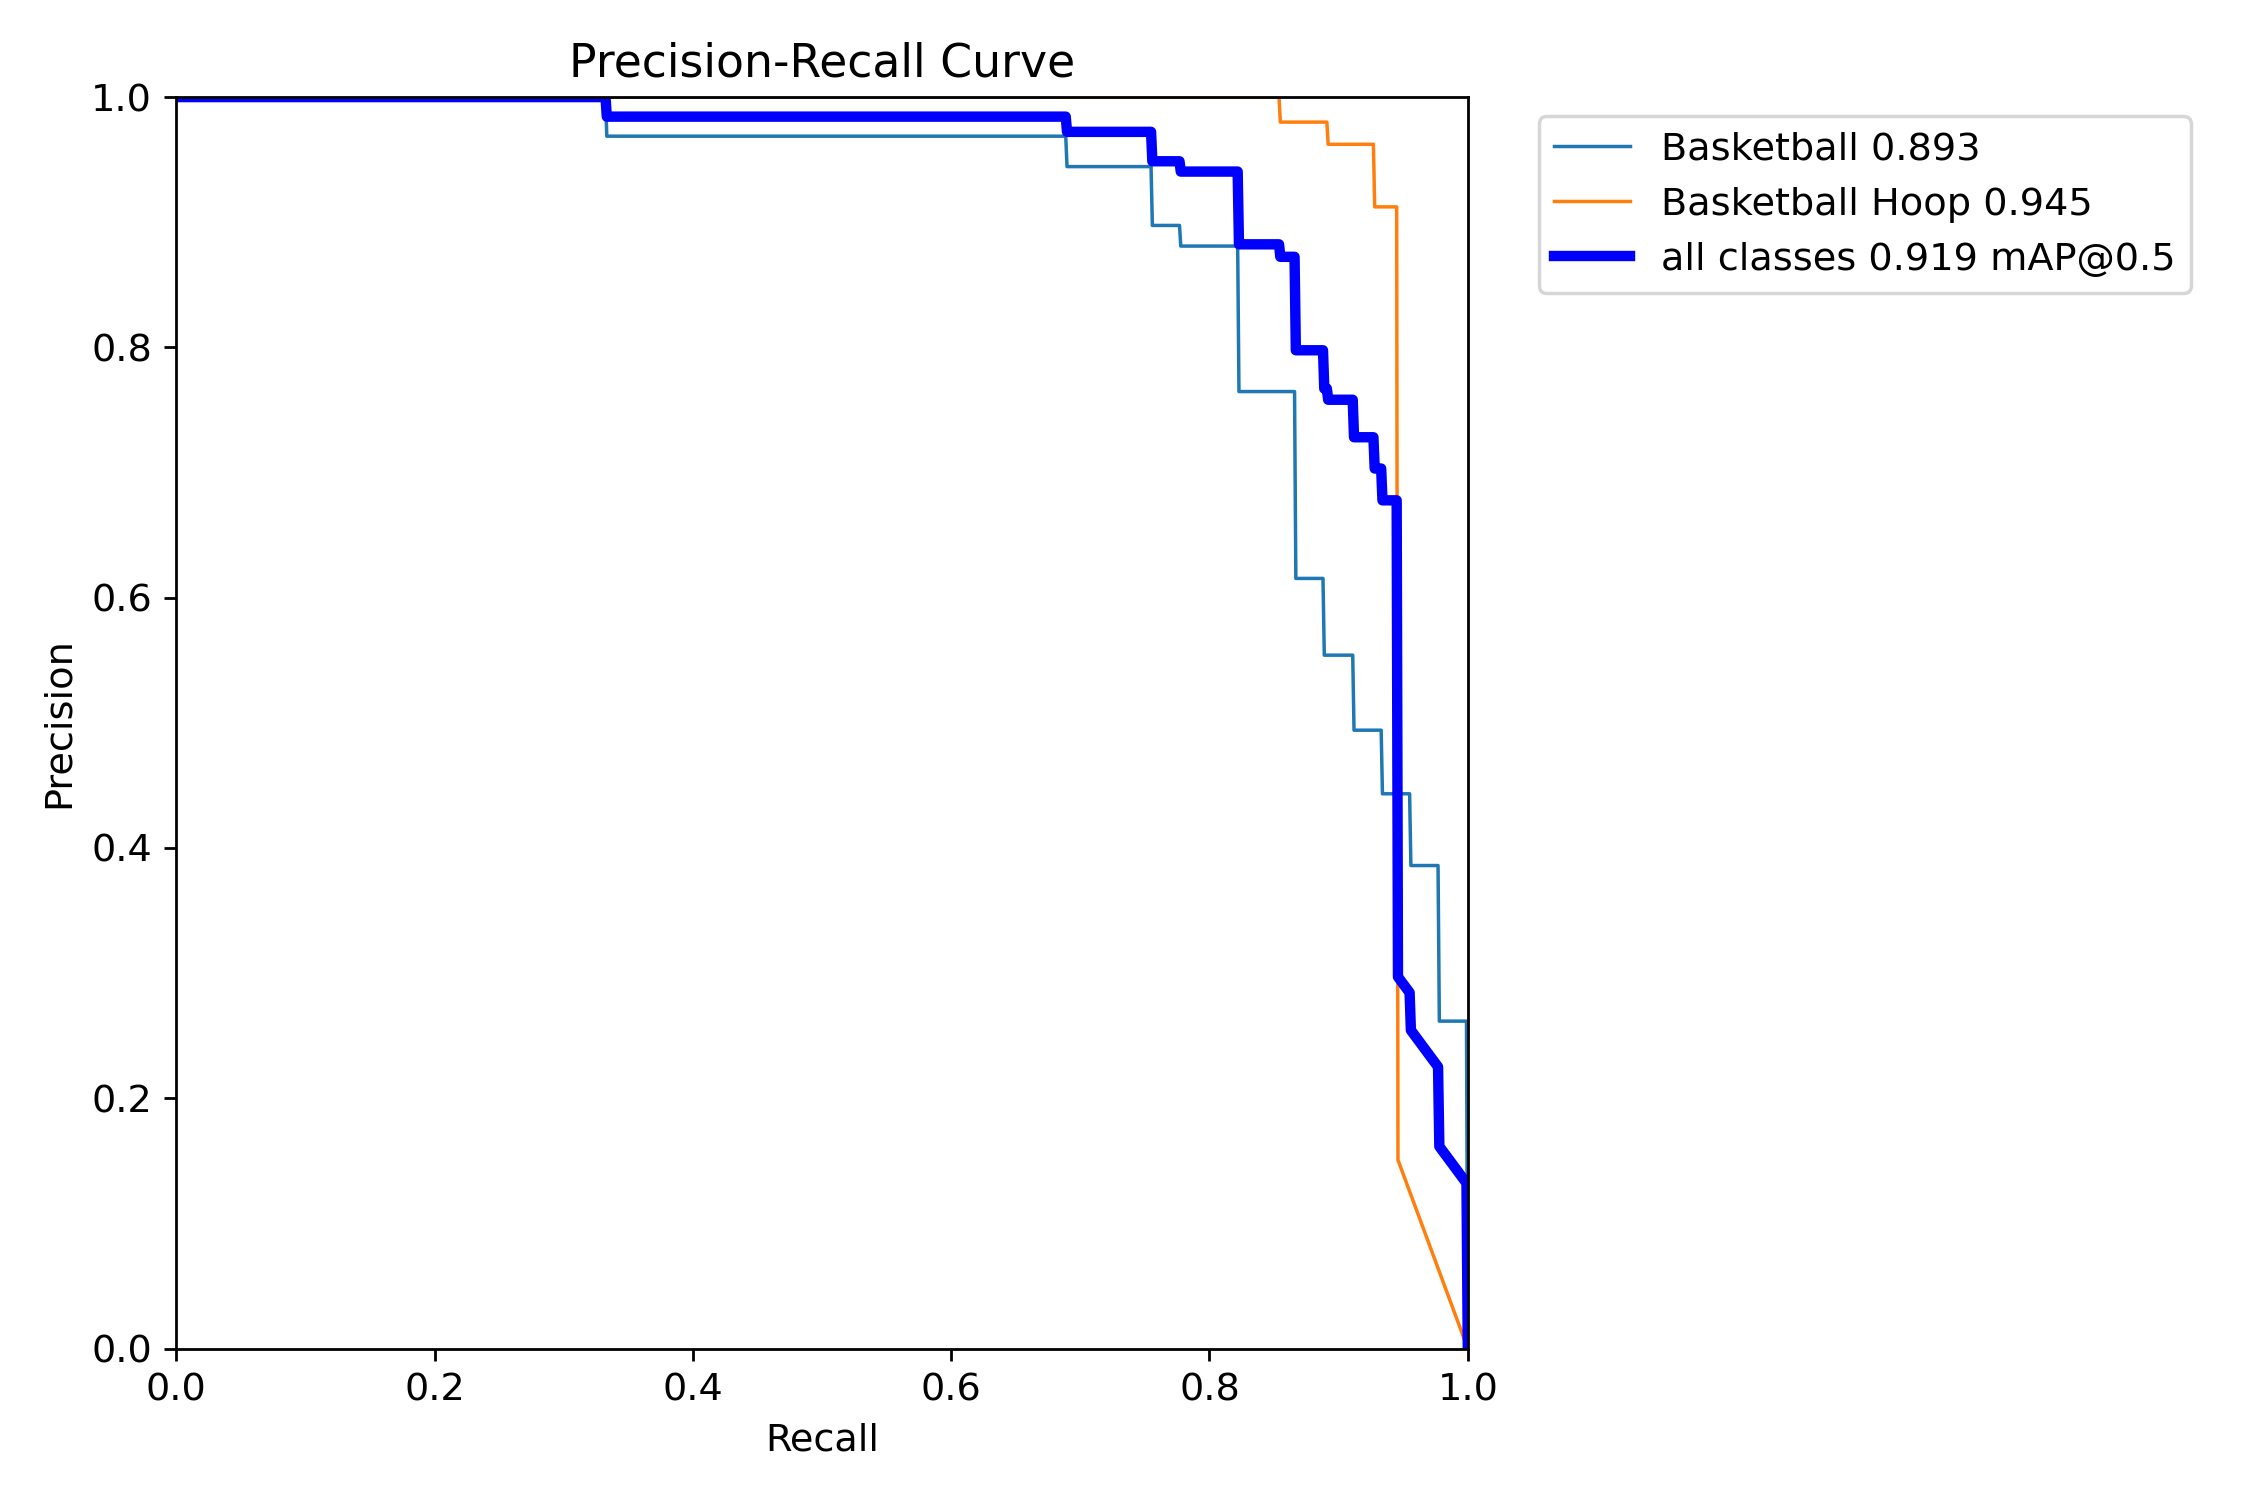 Precision-Recall Curve
1.0
0.8
0.6
0.4
0.2
0.0
Precision
0.0 0.2 0.4 0.6 0.8 1.0
Recall
Basketball 0.893
Basketball Hoop 0.945
all classes 0.919 mAP@0.5